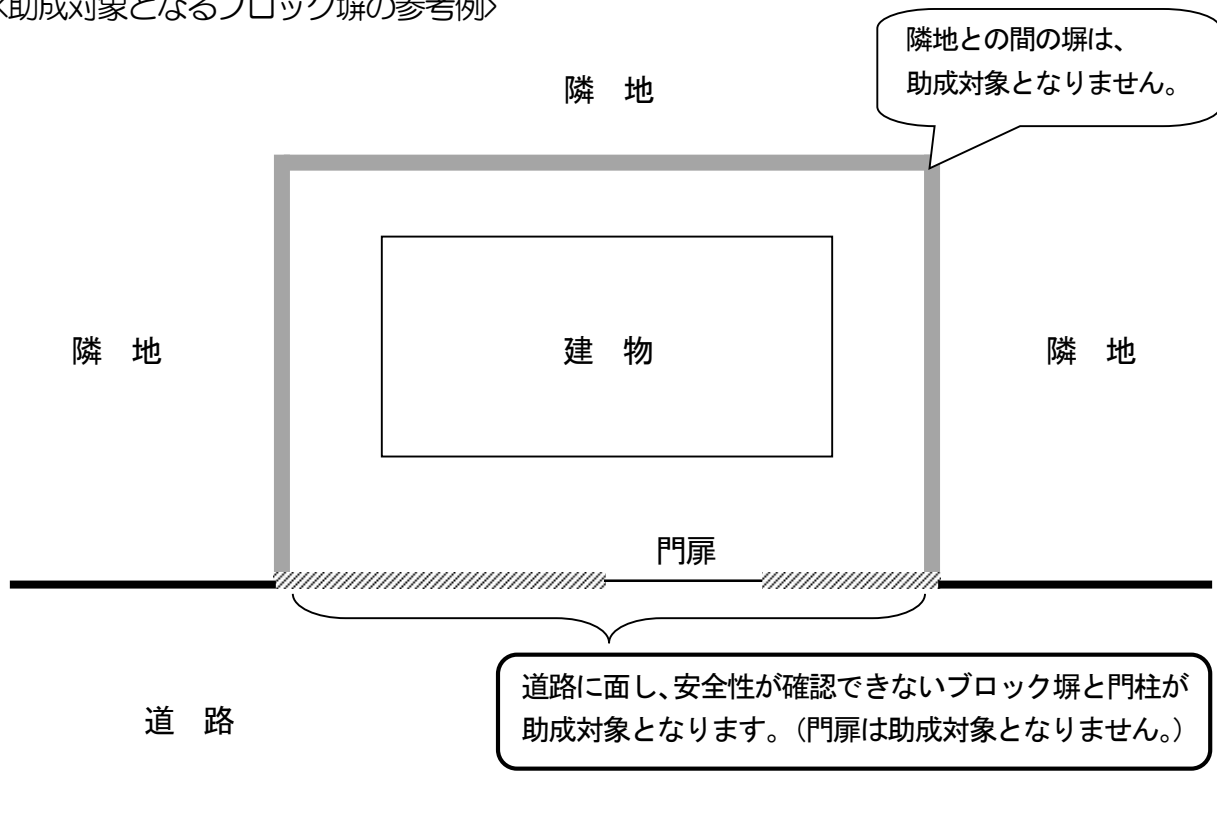 <助成対象となるブロック塀の参考例>
隣地との間の塀は、
助成対象となりません。
隣　地
隣　地
建　物
隣　地
門扉
道路に面し、安全性が確認できないブロック塀と門柱が
助成対象となります。（門扉は助成対象となりません。）
道　路